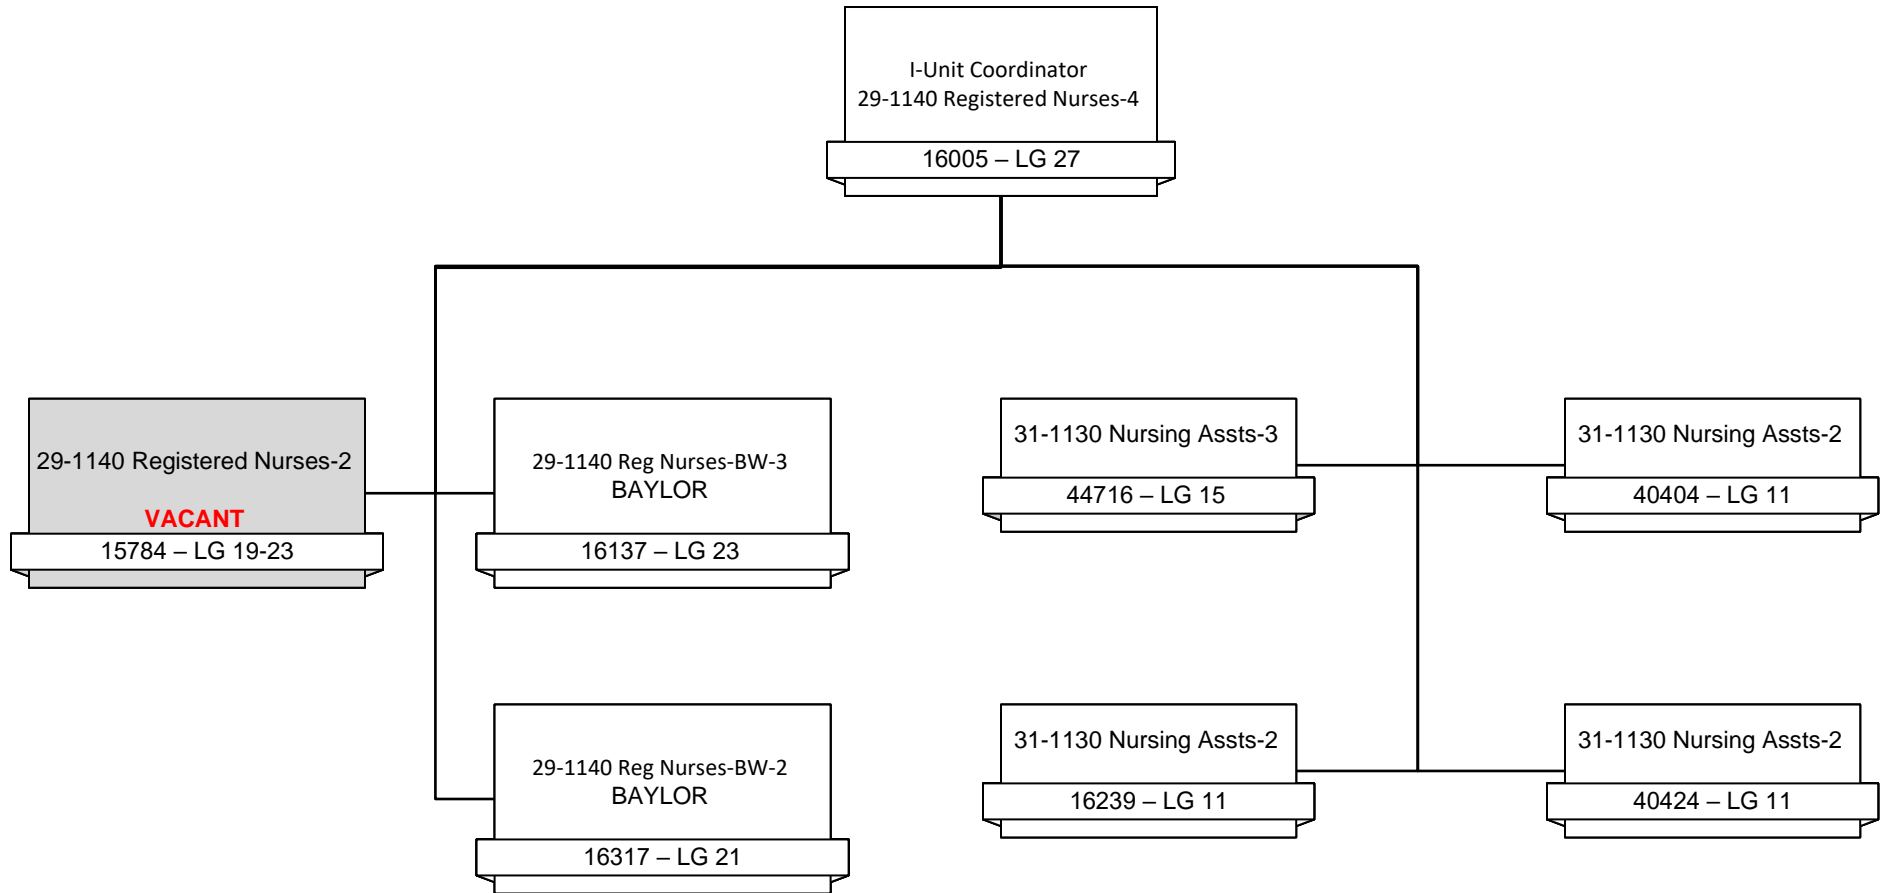 I-Unit Coordinator
29-1140 Registered Nurses-4
16005 – LG 27
29-1140 Registered Nurses-2
VACANT
15784 – LG 19-23
29-1140 Reg Nurses-BW-3
BAYLOR
16137 – LG 23
31-1130 Nursing Assts-3
44716 – LG 15
31-1130 Nursing Assts-2
40404 – LG 11
29-1140 Reg Nurses-BW-2
BAYLOR
16317 – LG 21
31-1130 Nursing Assts-2
16239 – LG 11
31-1130 Nursing Assts-2
40424 – LG 11